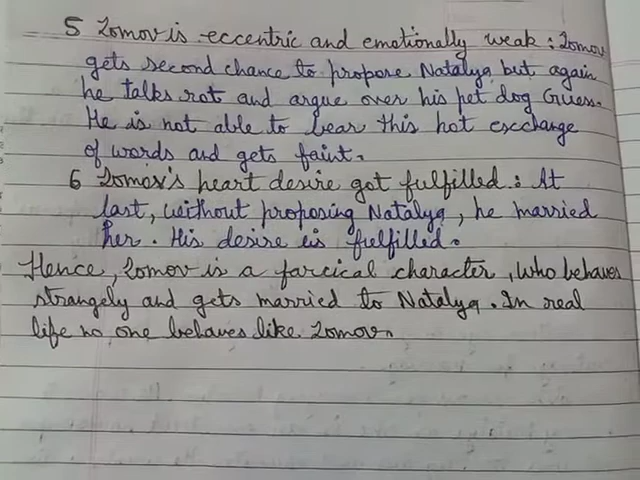 5 Lomov is eccentric and emotionally weak : Lomov
gets second chance to propose Natalya but again
he talks rot and argue over his pet dog Guess.
He is not able to bear this hot excchange
of words and gets faint.
6 Lomov's heart desire got fulfilled : At
last, without proposing Natalya, he married
her. His desire is fulfilled.
Hence, Lomov is a farcical character, who behaves
strangely and gets married to Natalya. In real
life no one behaves like Lomov.